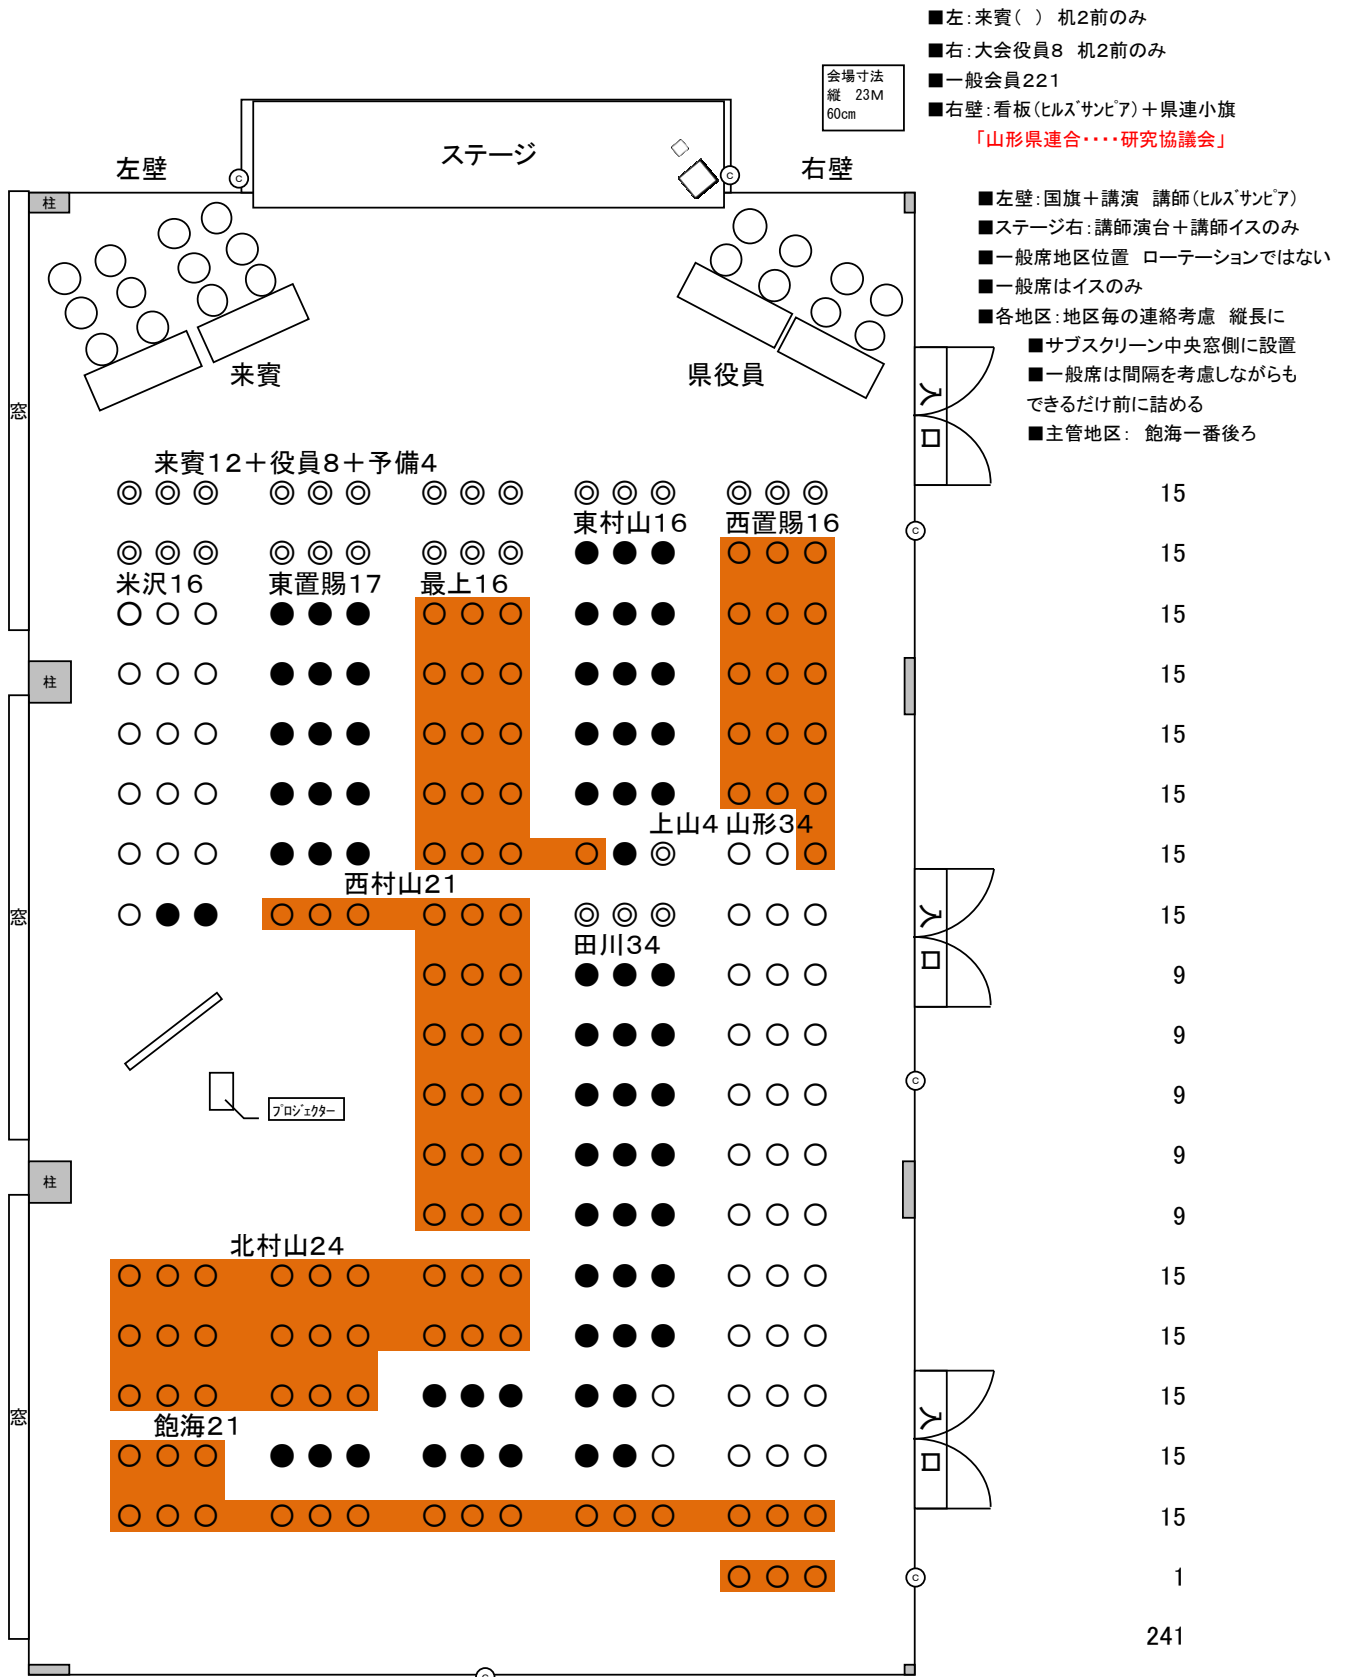 ■左：来賓(　) 机2前のみ
■右：大会役員8 机2前のみ
■一般会員221
■右壁：看板（ﾋﾙｽﾞｻﾝﾋﾟｱ）＋県連小旗
「山形県連合・・・・研究協議会」
会場寸法
縦 23M
60cm
ステージ
左壁
右壁
C
C
柱
■左壁：国旗＋講演 講師（ﾋﾙｽﾞｻﾝﾋﾟｱ）
■ステージ右：講師演台＋講師イスのみ
■一般席地区位置 ローテーションではない
■一般席はイスのみ
■各地区：地区毎の連絡考慮 縦長に
■サブスクリーン中央窓側に設置
■一般席は間隔を考慮しながらも
できるだけ前に詰める
■主管地区： 飽海一番後ろ
来賓
県役員
窓
入口
来賓12＋役員8＋予備4
15
東村山16 西置賜16
C
15
米沢16 東置賜17 最上16
15
柱
15
15
15
上山4 山形34
15
西村山21
窓
入口
15
田川34
9
9
C
プロジェクター
9
9
柱
9
北村山24
15
15
15
飽海21
窓
入口
15
15
C
1
241
C